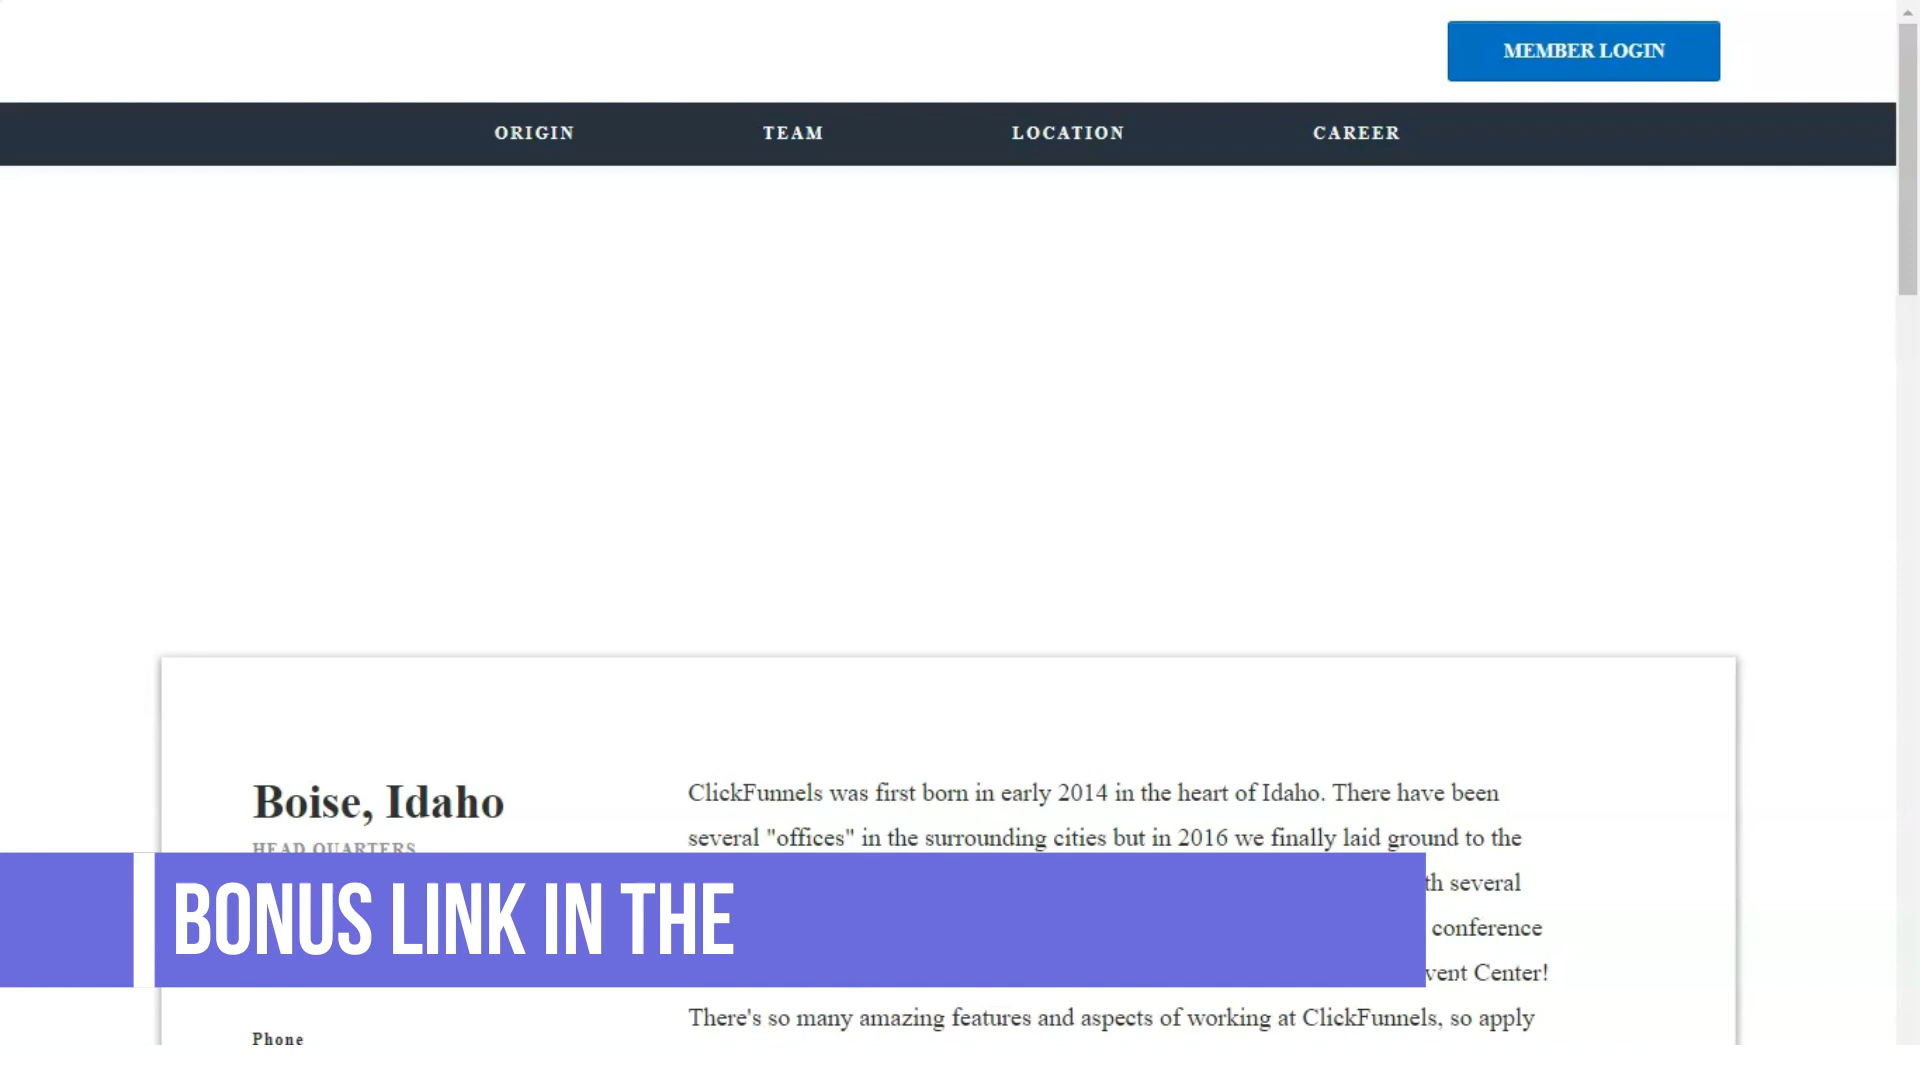 MEMBER LOGIN
ORIGIN TEAM LOCATION CAREER
Boise, Idaho
HEAD QUARTERS
ClickFunnels was first born in early 2014 in the heart of Idaho. There have been
several "offices" in the surrounding cities but in 2016 we finally laid ground to the
several
conference
Center!
There's so many amazing features and aspects of working at ClickFunnels, so apply
BONUS LINK IN THE
Phone